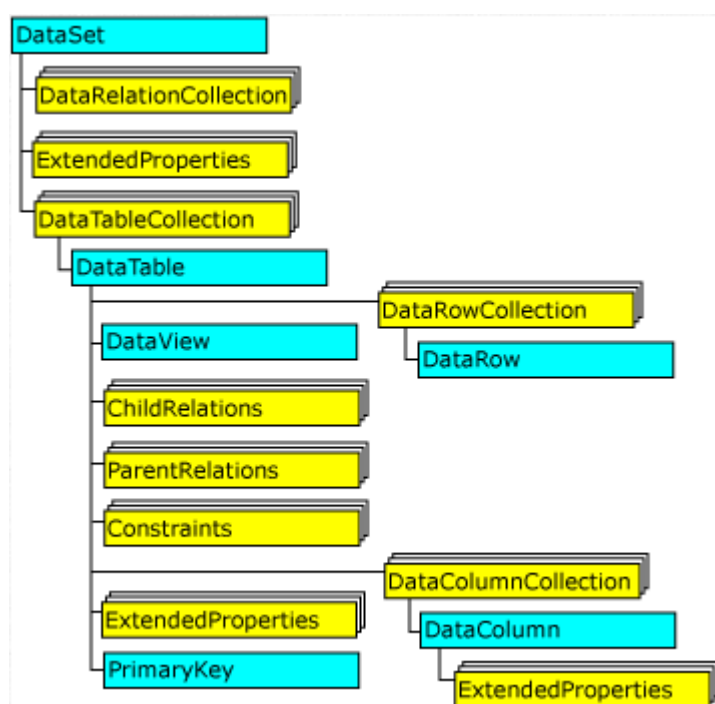 DataSet
DataRelationCollection
ExtendedProperties
DataTableCollection
DataTable
DataRowCollection
DataView
DataRow
ChildRelations
ParentRelations
Constraints
DataColumnCollection
ExtendedProperties
DataColumn
PrimaryKey
ExtendedProperties